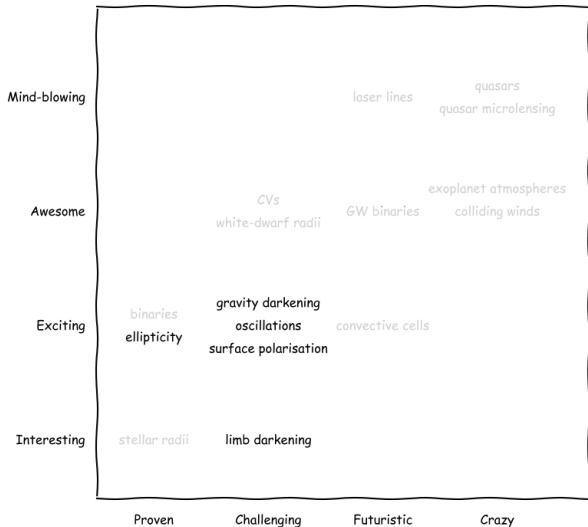 Mind-blowing
laser lines
quasars
quasar microlensing
Awesome
CVs
white-dwarf radii
GW binaries
exoplanet atmospheres
colliding winds
Exciting
binaries
ellipticity
gravity darkening
oscillations
surface polarisation
convective cells
Interesting
stellar radii
limb darkening
Proven
Challenging
Futuristic
Crazy